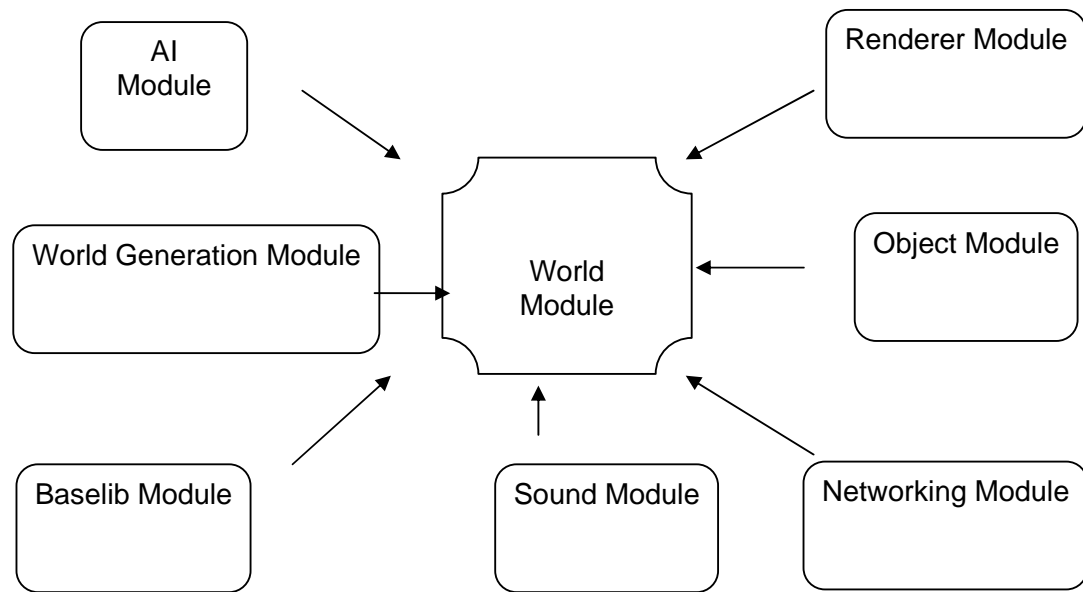 AI
Module
Renderer Module
World Generation Module
World
Module
Object Module
Baselib Module
Sound Module
Networking Module